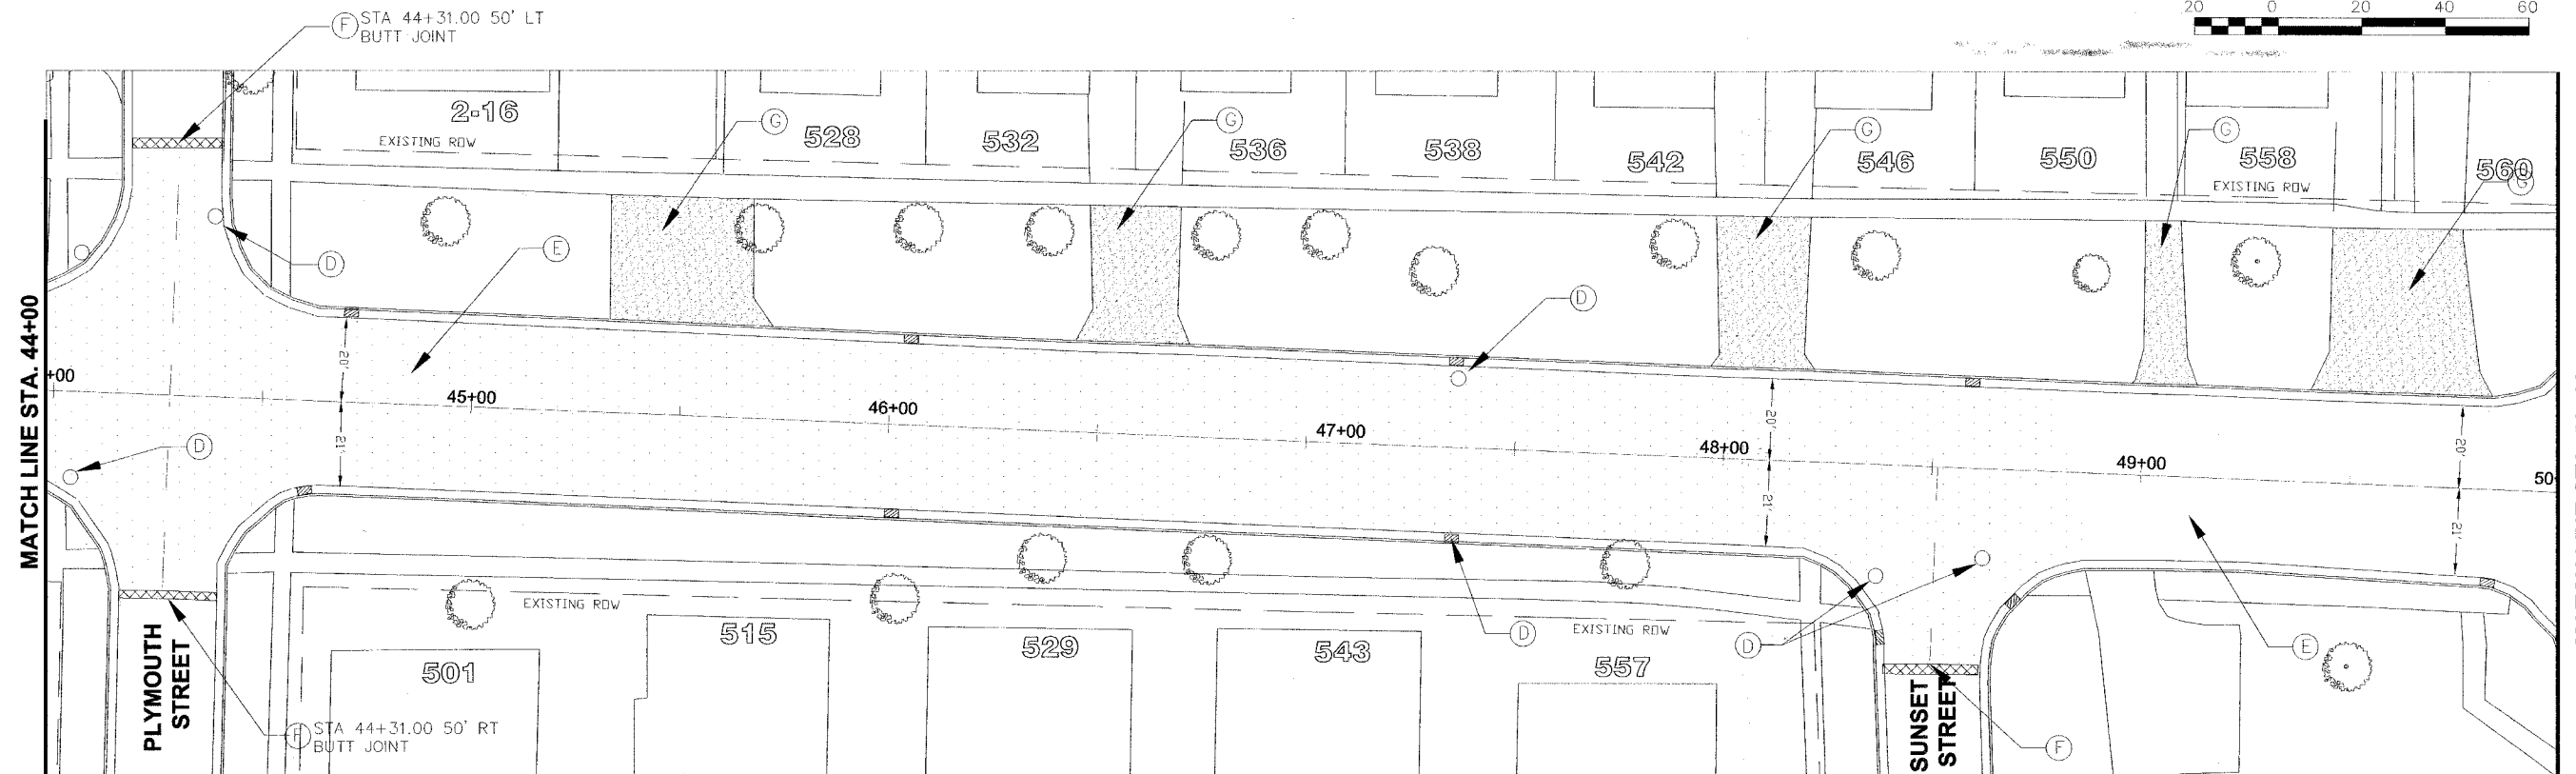 F STA 44+31.00 50' LT
BUTT JOINT
20 0 20 40 60
2-16
EXISTING ROW
G
528
532
G
536
538
542
G
546
550
G
558
EXISTING ROW
560
G
D
E
D
MATCH LINE STA. 44+00
+00
20'
45+00
46+00
47+00
48+00
20'
49+00
20'
50
21'
21'
21'
D
D
D
E
EXISTING ROW
EXISTING ROW
501
515
529
543
557
PLYMOUTH
STREET
F STA 44+31.00 50' RT
BUTT JOINT
SUNSET
STREET
F